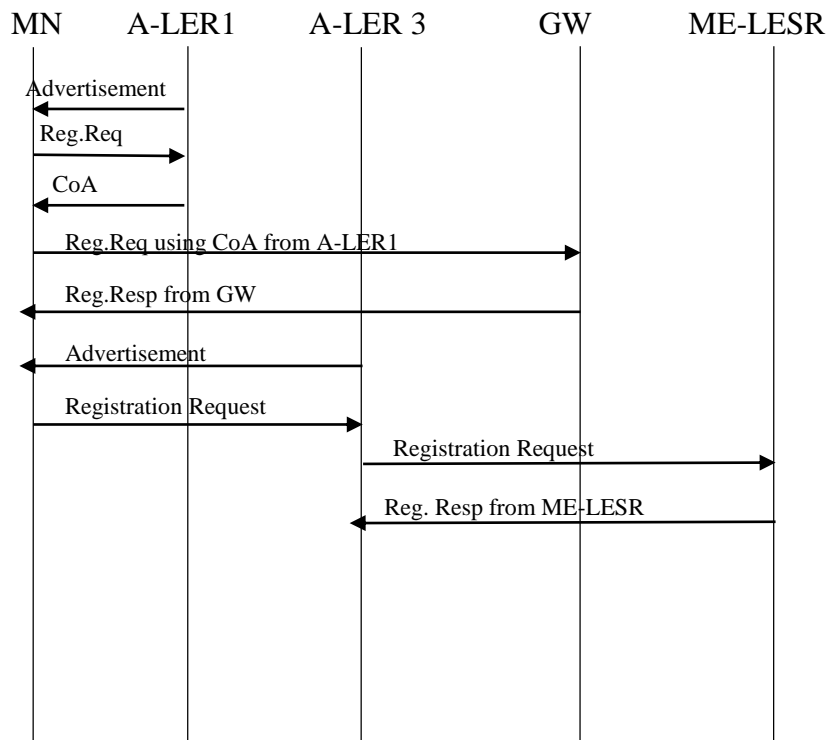 MN A-LER1 A-LER 3 GW ME-LESR
Advertisement
Reg.Req
CoA
Reg.Req using CoA from A-LER1
Reg.Resp from GW
Advertisement
Registration Request
Registration Request
Reg. Resp from ME-LESR